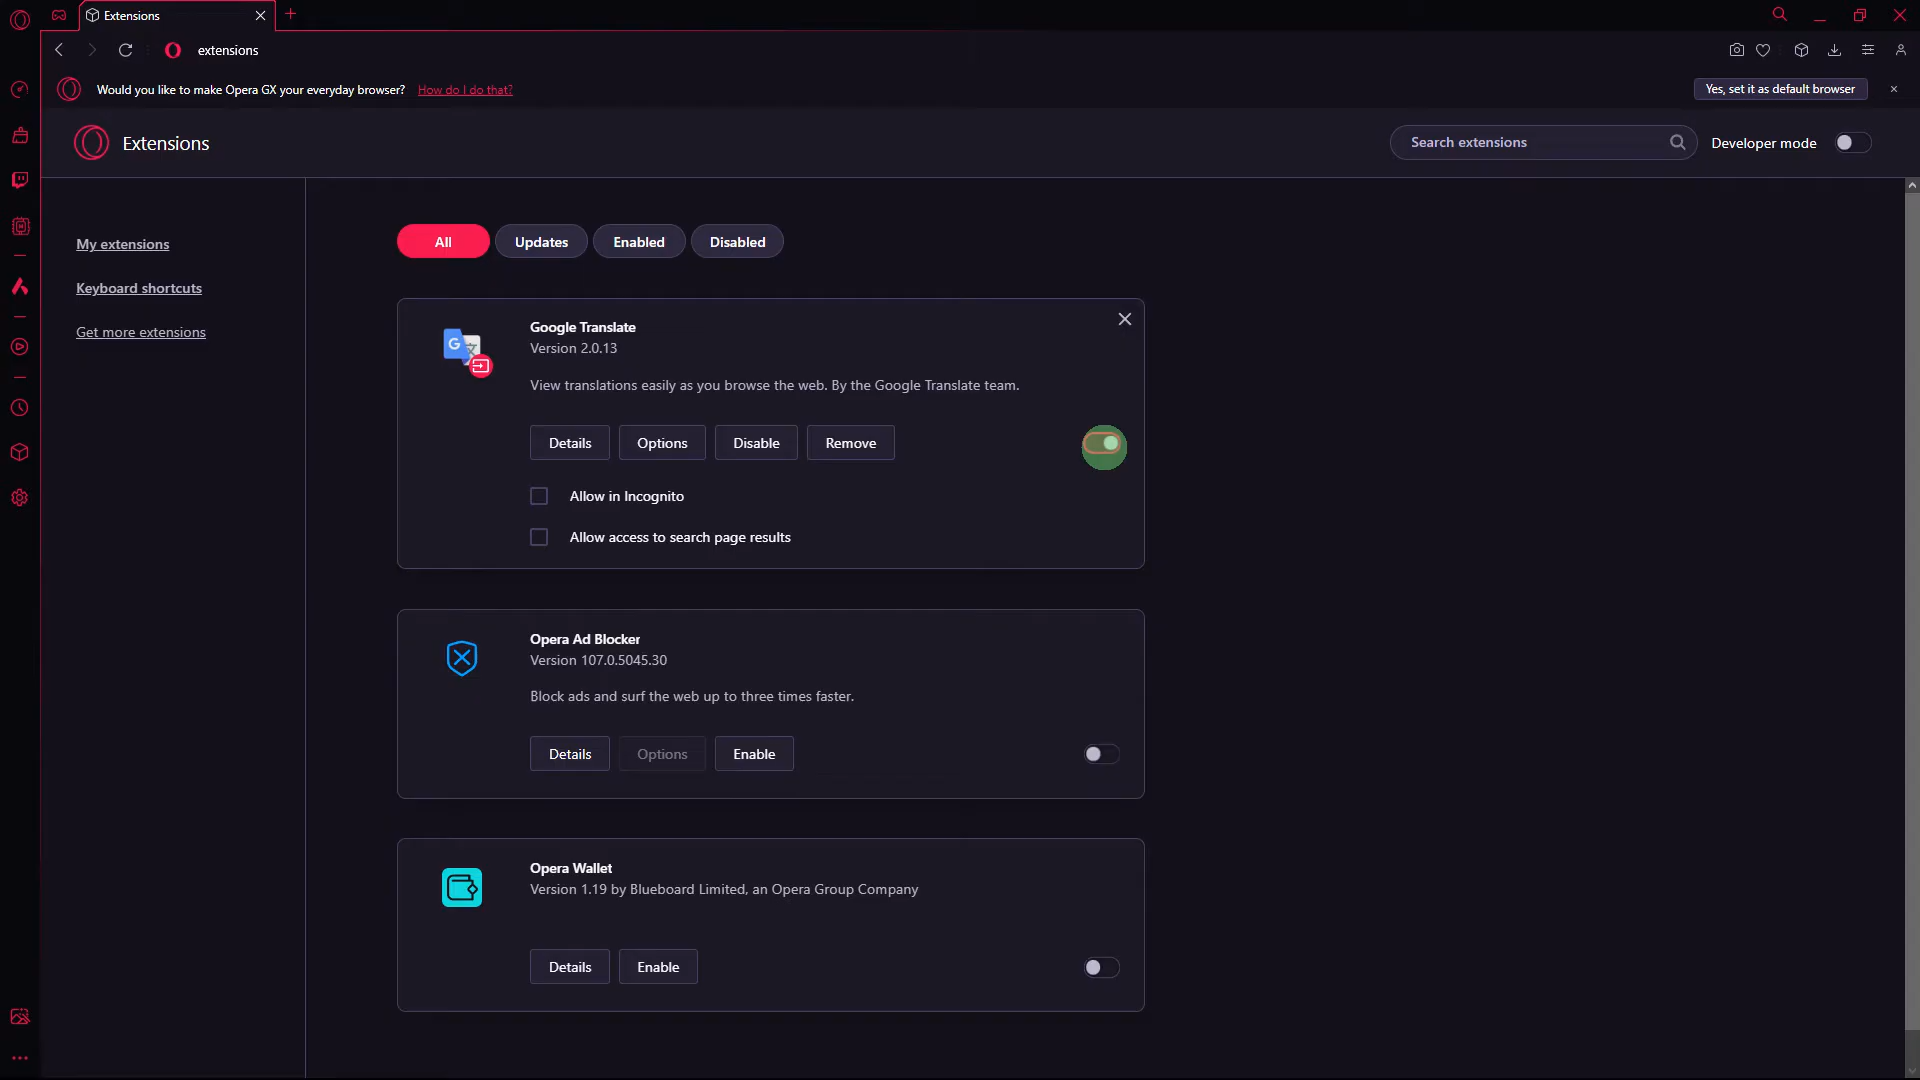 Extensions
extensions
Would you like to make Opera GX your everyday browser? How do I do that?
Yes, set it as default browser
Extensions
Search extensions
Developer mode
My extensions
Keyboard shortcuts
Get more extensions
All
Updates
Enabled
Disabled
Google Translate
Version 2.0.13
View translations easily as you browse the web. By the Google Translate team.
Details
Options
Disable
Remove
Allow in Incognito
Allow access to search page results
Opera Ad Blocker
Version 107.0.5045.30
Block ads and surf the web up to three times faster.
Details
Options
Enable
Opera Wallet
Version 1.19 by Blueboard Limited, an Opera Group Company
Details
Enable